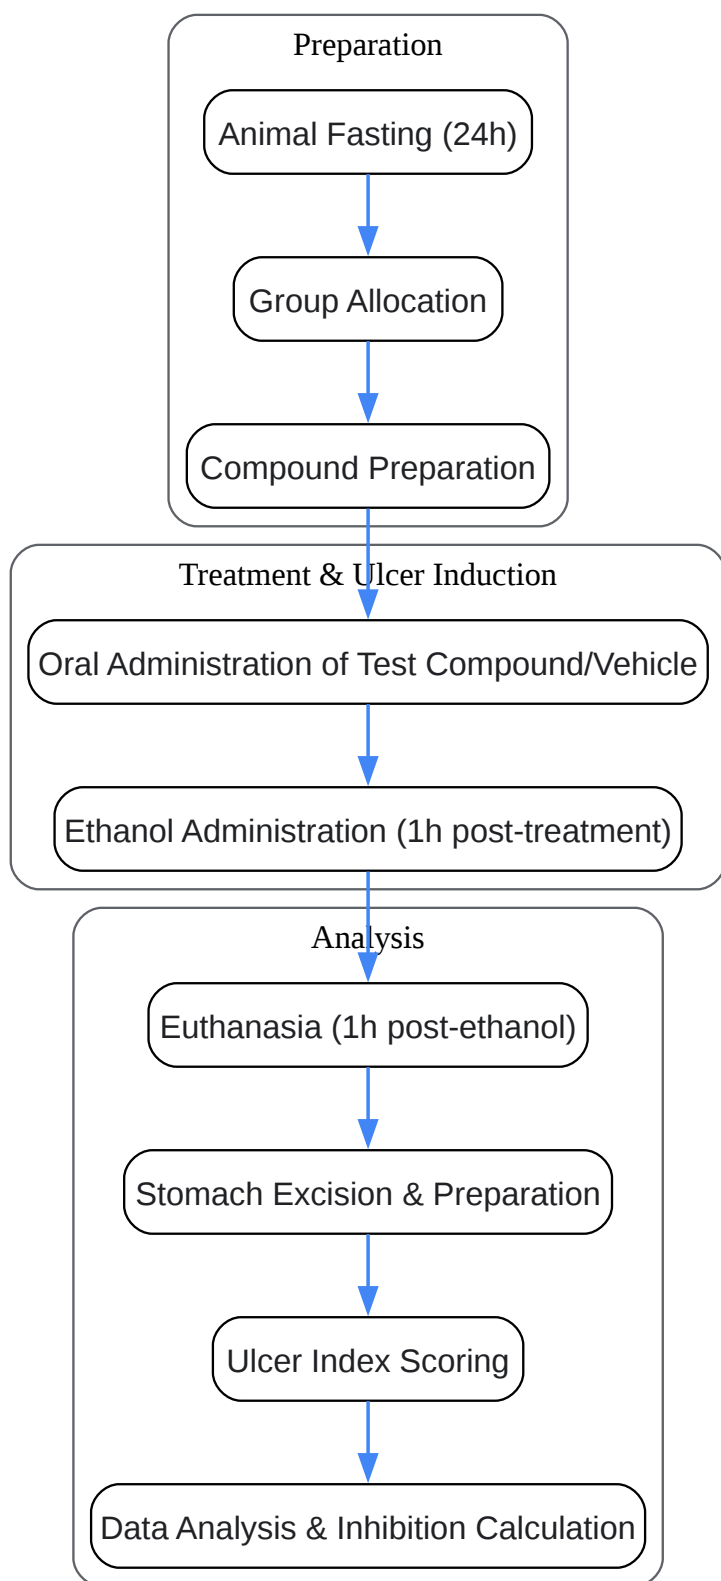 Preparation
Animal Fasting (24h)
Group Allocation
Compound Preparation
Treatment & Ulcer Induction
Oral Administration of Test Compound/Vehicle
Ethanol Administration (1h post-treatment)
Analysis
Euthanasia (1h post-ethanol)
Stomach Excision & Preparation
Ulcer Index Scoring
Data Analysis & Inhibition Calculation